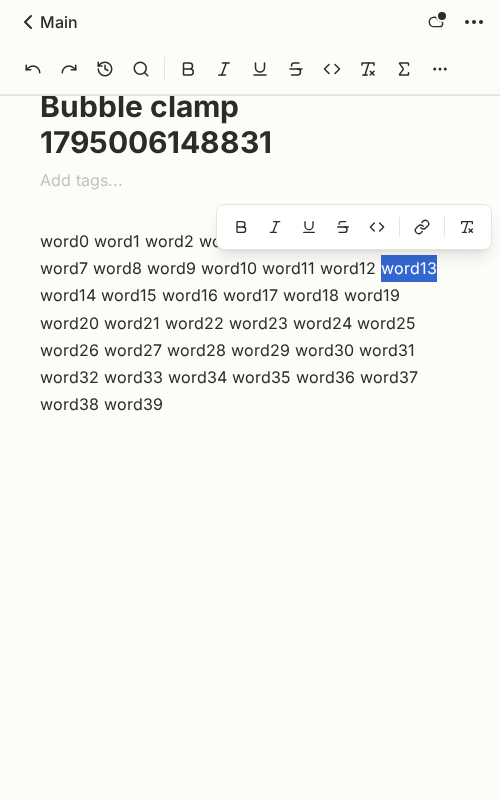 Main
Bubble clamp
1795006148831
Add tags...
word0 word1 word2
word7 word8 word9 word10 word11 word12 word13
word14 word15 word16 word17 word18 word19
word20 word21 word22 word23 word24 word25
word26 word27 word28 word29 word30 word31
word32 word33 word34 word35 word36 word37
word38 word39